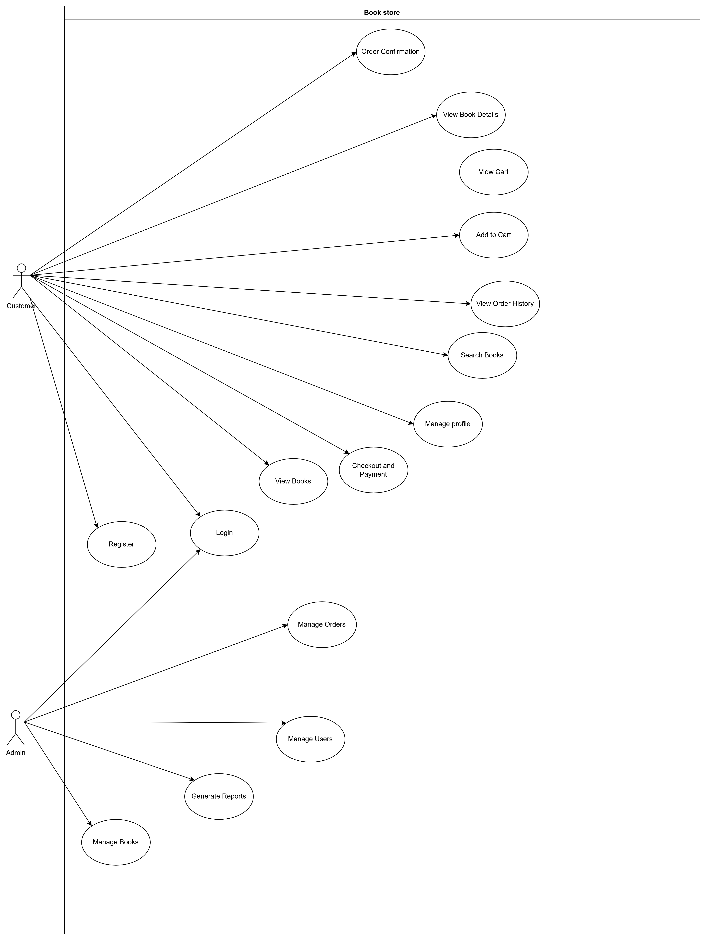 Book store
Order Confirmation
View Book Details
View Cart
Add to Cart
Customer
View Order History
Search Books
Manage profile
Checkout and
Payment
View Books
Login
Register
Manage Orders
Manage Users
Admin
Generate Reports
Manage Books